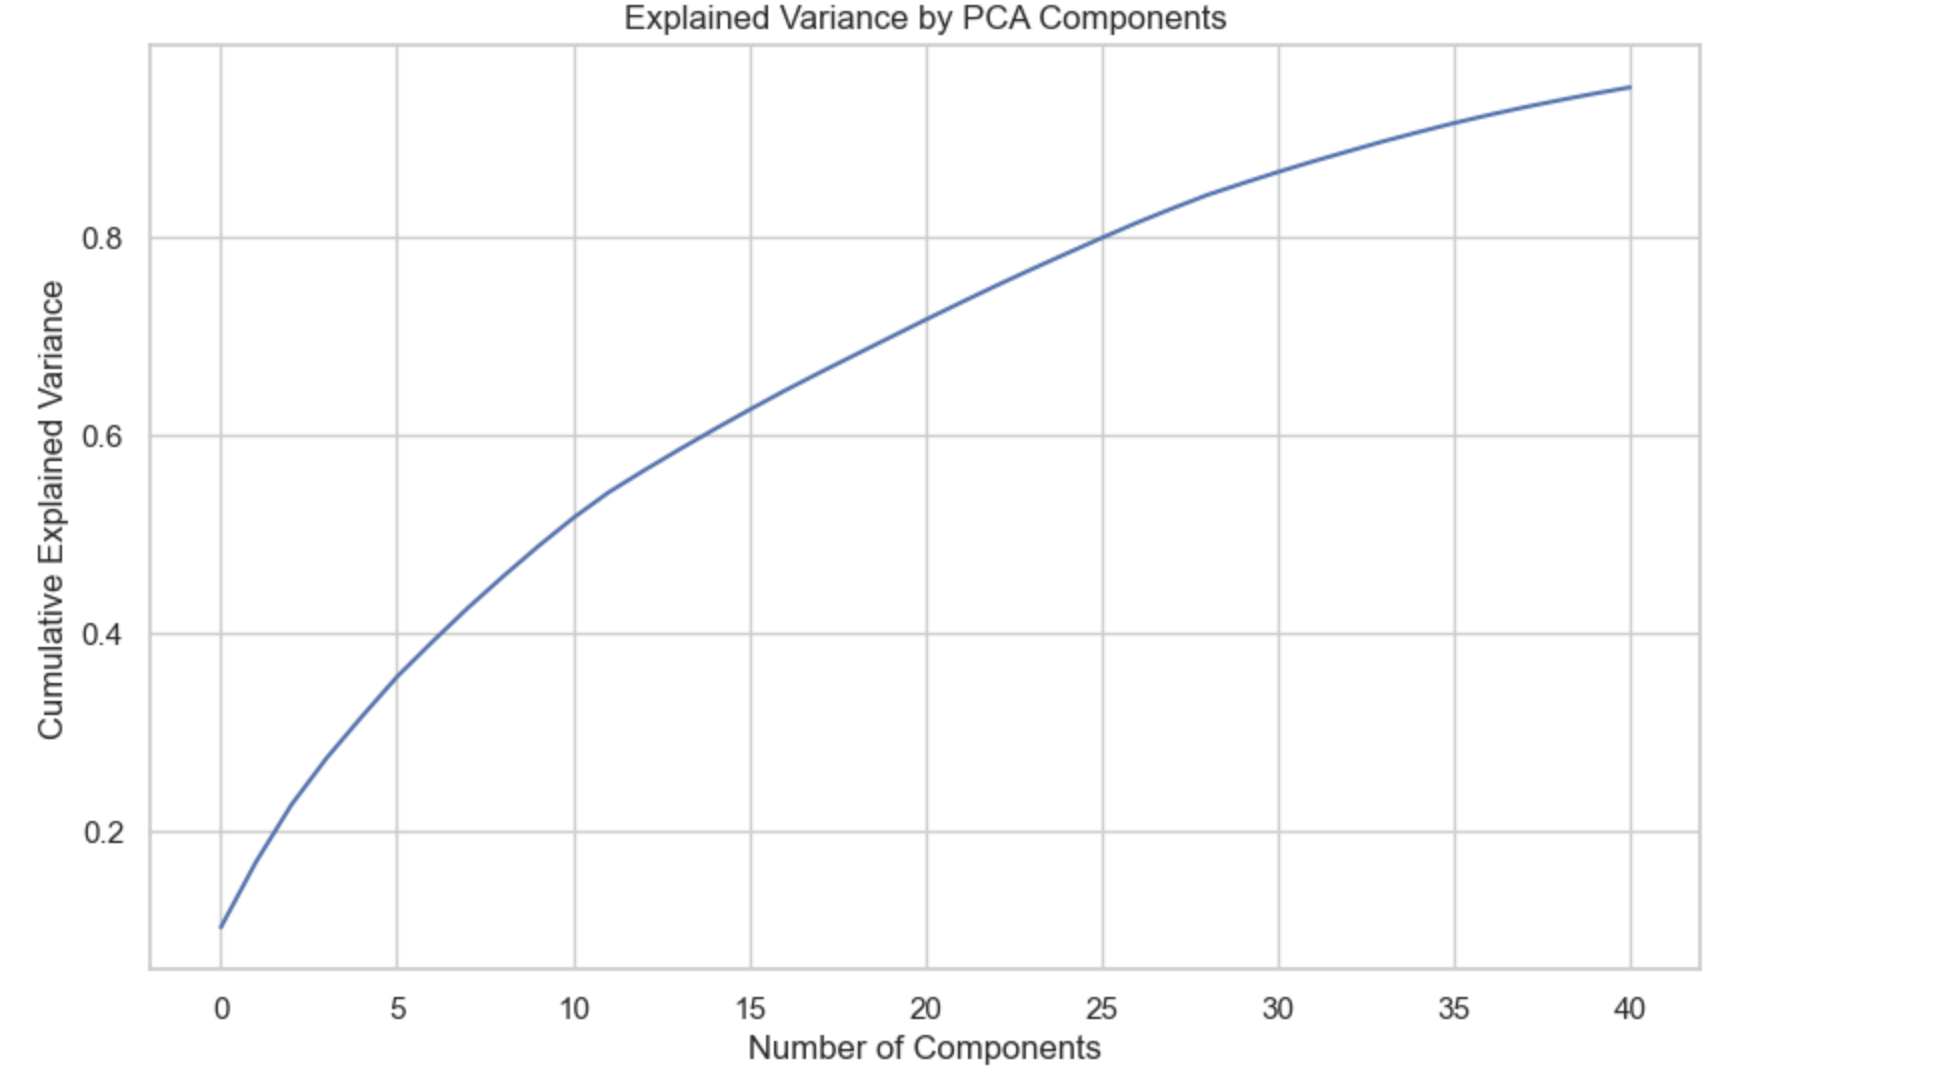 Explained Variance by PCA Components
Cumulative Explained Variance
0.8
0.6
0.4
0.2
0 5 10 15 20 25 30 35 40
Number of Components